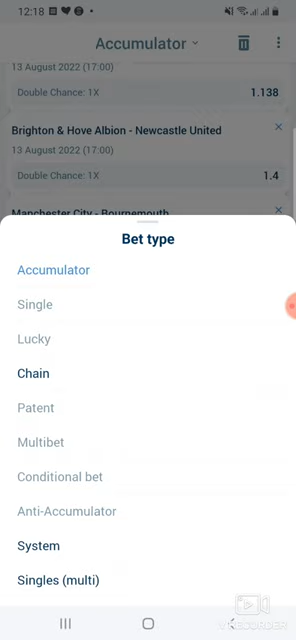 12:18
Accumulator
13 August 2022 (17:00)
Double Chance: 1X 1.138
Brighton & Hove Albion - Newcastle United
13 August 2022 (17:00)
Double Chance: 1X 1.4
Manchester City - Bournemouth
Bet type
Accumulator
Single
Lucky
Chain
Patent
Multibet
Conditional bet
Anti-Accumulator
System
Singles (multi)
V RECORDER